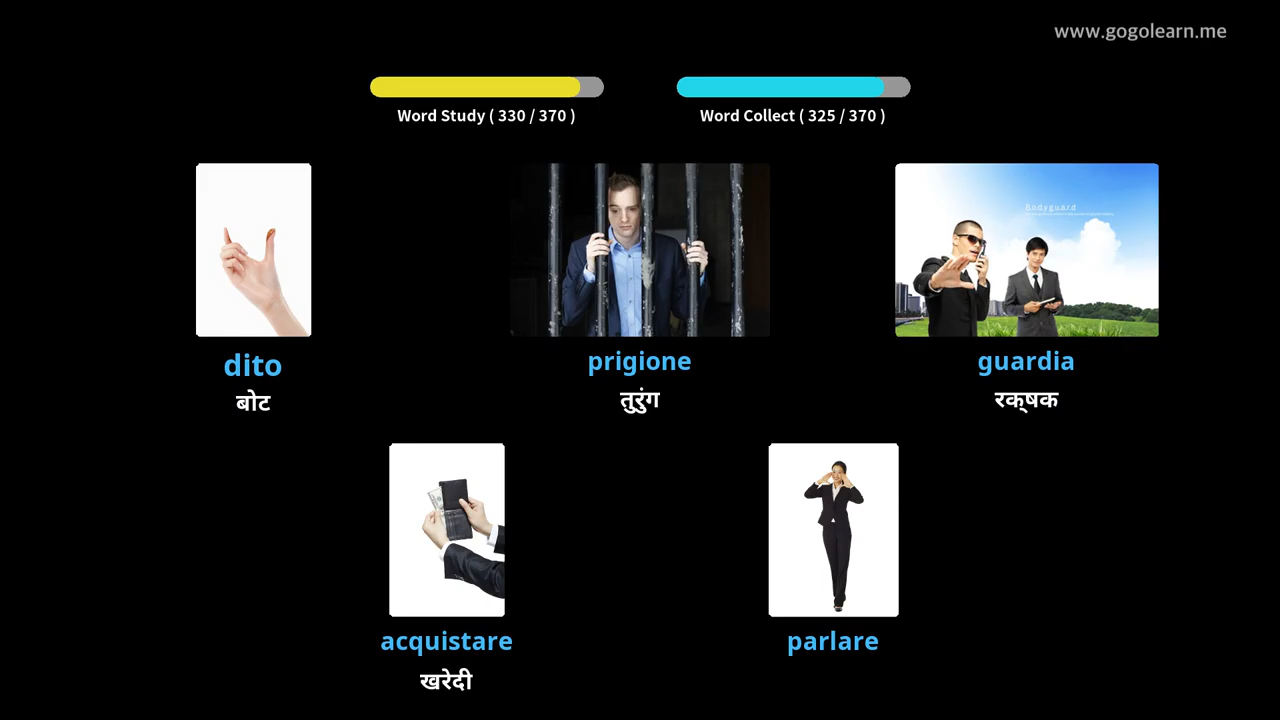 www.gogolearn.me
Word Study ( 330 / 370 )
Word Collect ( 325 / 370 )
Bodyguard
dito
बोट
prigione
तुरुंग
guardia
रक्षक
acquistare
खरेदी
parlare